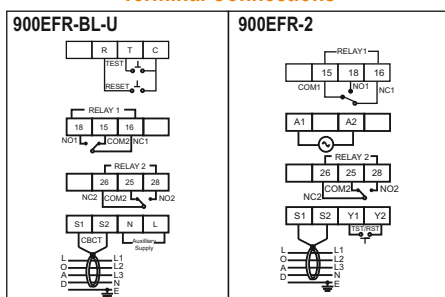 Terminal Connections
900EFR-BL-U
R T C
TEST
RESET
RELAY 1
18 15 16
NO1 COM2 NC1
RELAY 2
26 25 28
NC2 COM2 NO2
S1 S2 N L
CBCT Auxilliary
Supply
L L1
O L2
A L3
D N
E
900EFR-2
RELAY1
15 18 16
COM1 NO1 NC1
A1 A2
RELAY 2
26 25 28
NC2 COM2 NO2
S1 S2 Y1 Y2
TST/RST
L L1
O L2
A L3
D N
E